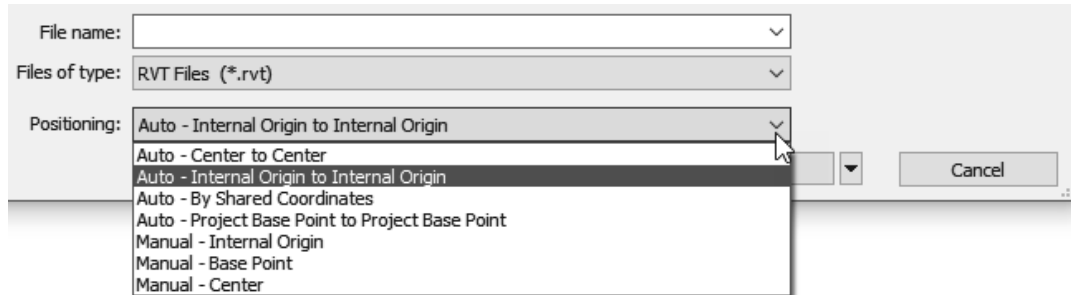 File name:
Files of type: RVT Files (*.rvt)
Positioning: Auto - Internal Origin to Internal Origin
Auto - Center to Center
Auto - Internal Origin to Internal Origin
Cancel
Auto - By Shared Coordinates
Auto - Project Base Point to Project Base Point
Manual - Internal Origin
Manual - Base Point
Manual - Center